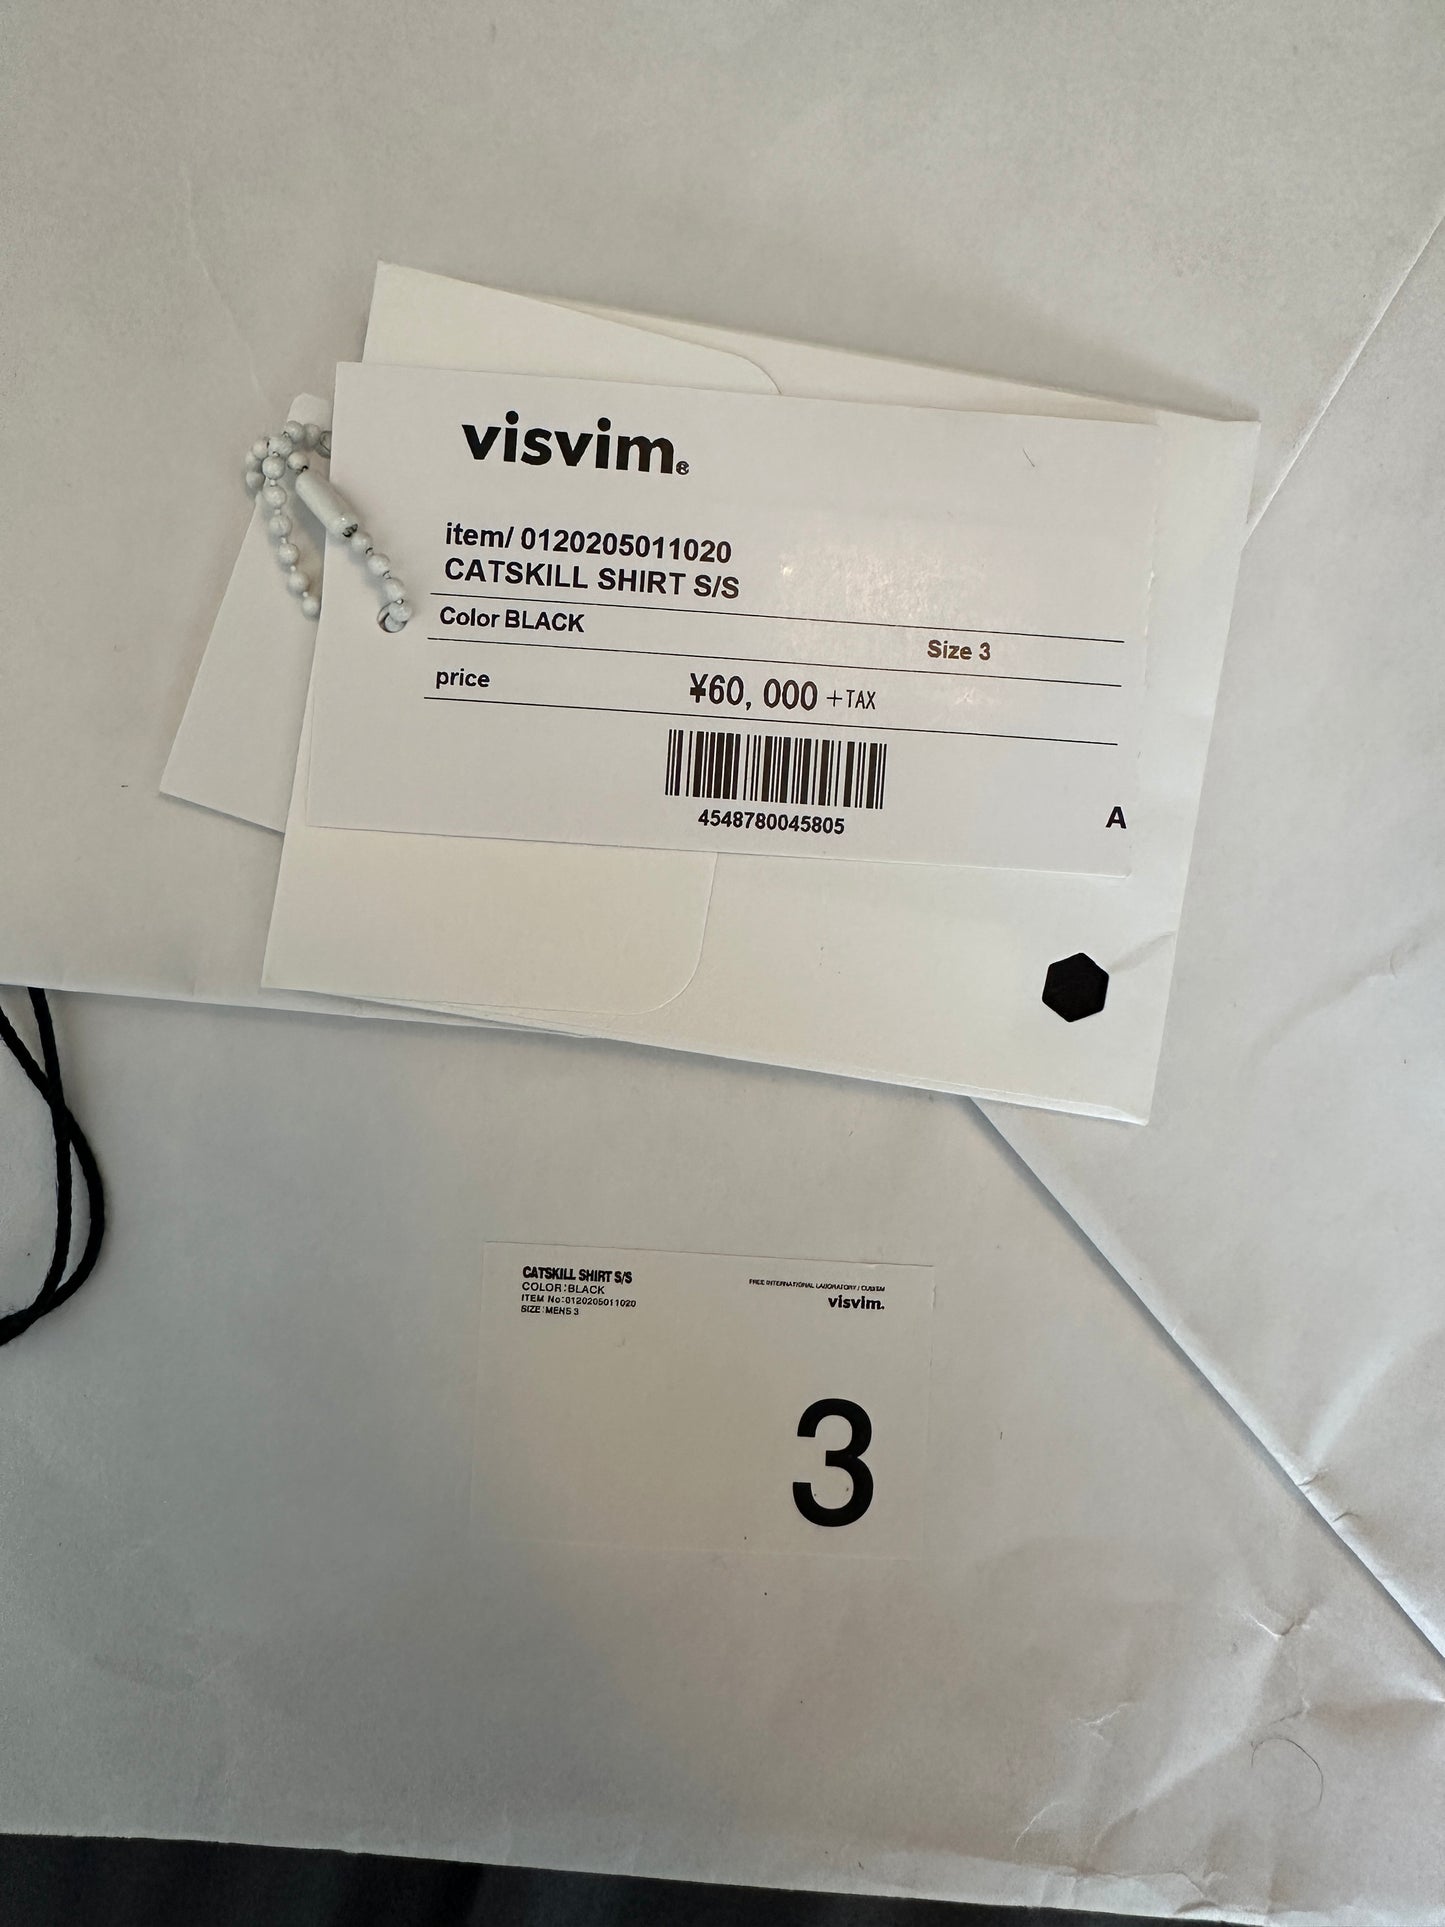 visvim®
item/ 0120205011020
CATSKILL SHIRT S/S
Color BLACK
Size 3
price ¥60, 000 +TAX
4548780045805
A
CATSKILL SHIRT S/S
COLOR:BLACK
ITEM No:0120205011020
SIZE:MENS 3
FREE INTERNATIONAL LABORATORY /
visvim.
3